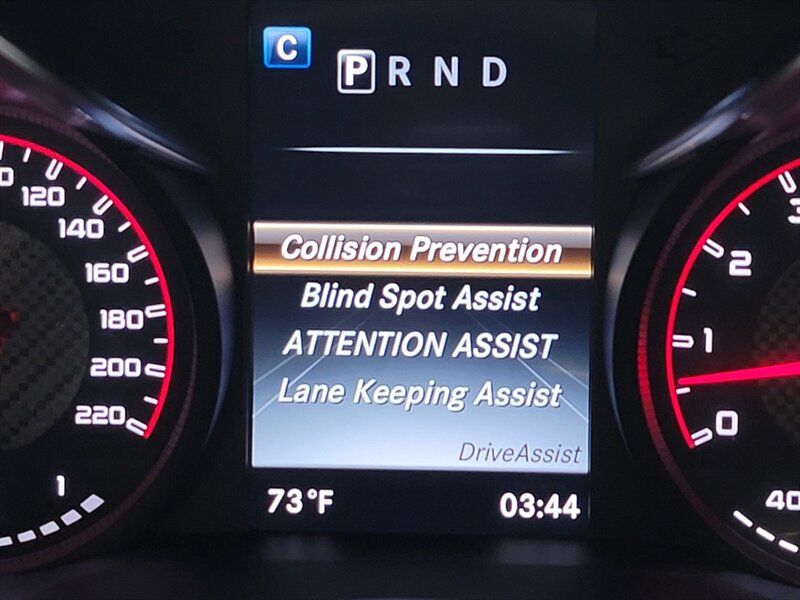 C
P R N D
120
140
160
180
200
220
1
Collision Prevention
Blind Spot Assist
ATTENTION ASSIST
Lane Keeping Assist
DriveAssist
73°F
03:44
3
2
1
0
40